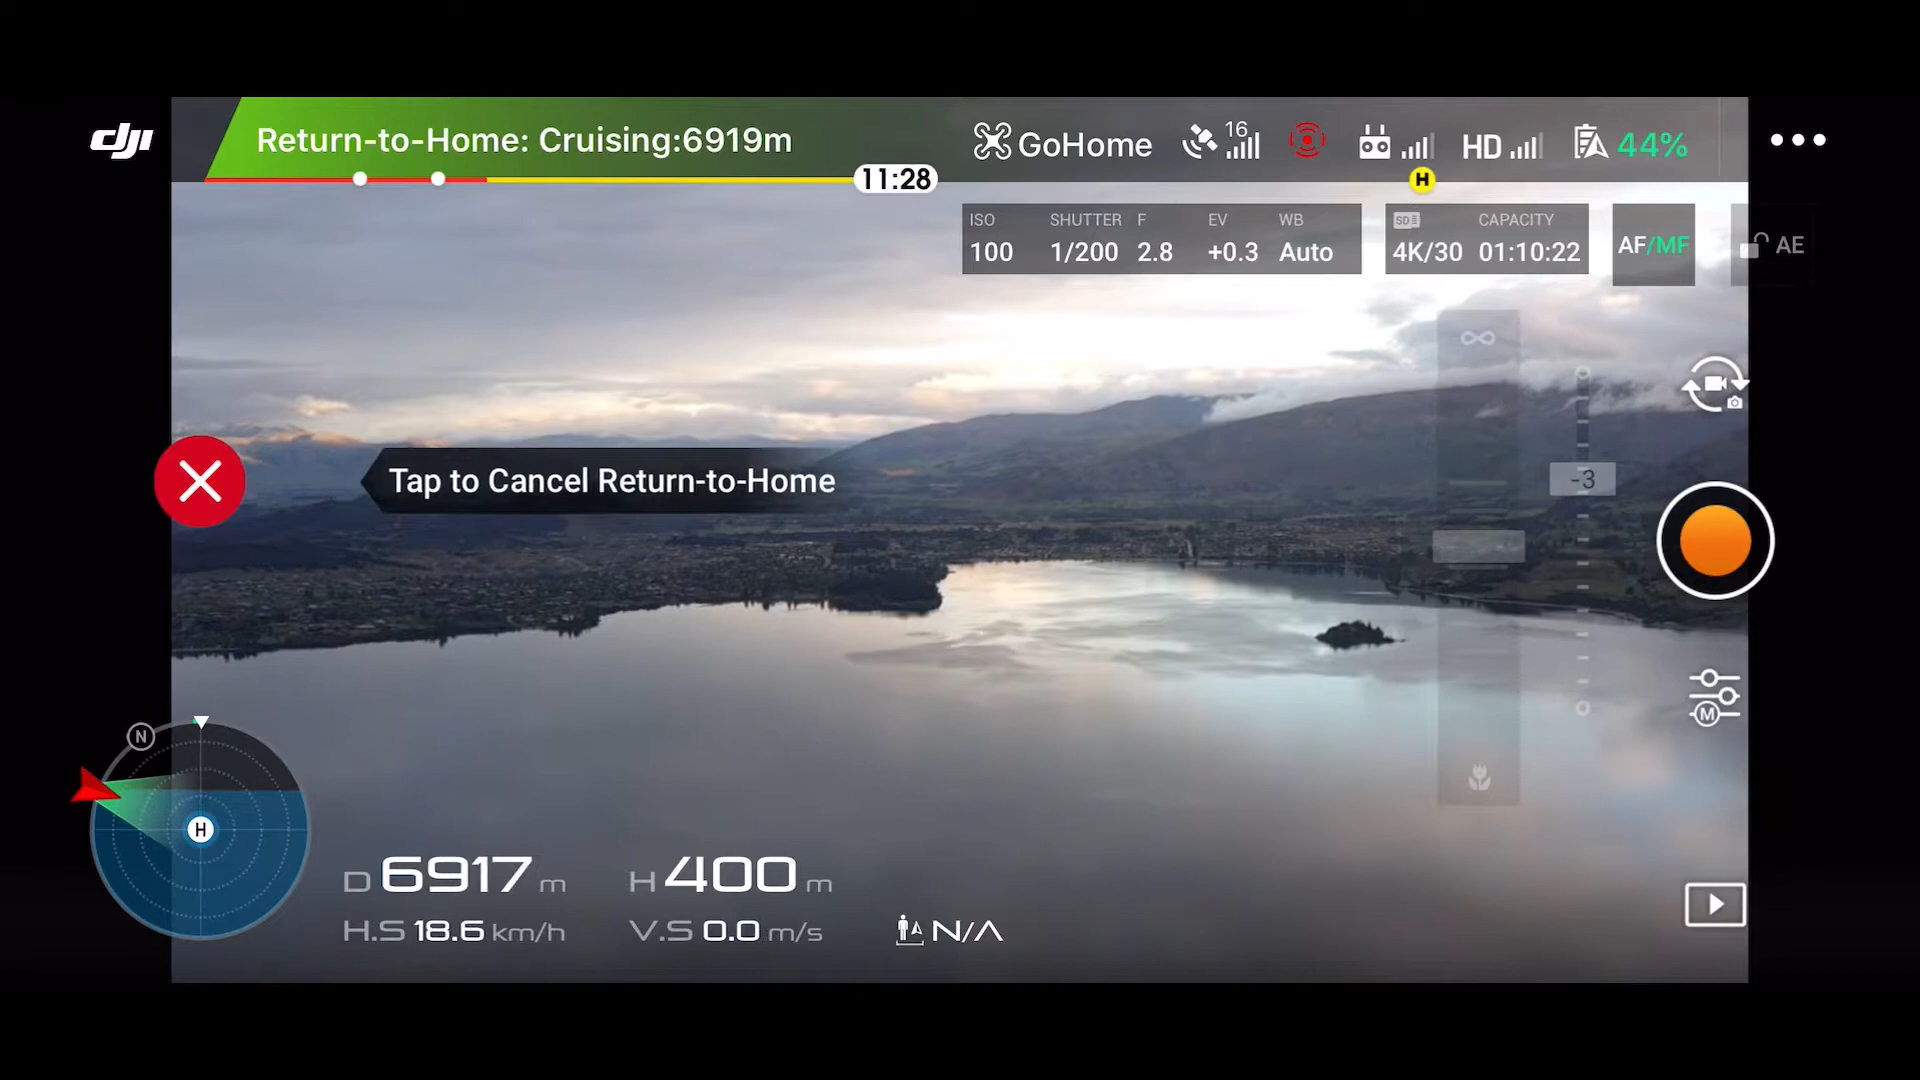 dji
Return-to-Home: Cruising:6919m
GoHome
16
HD
44%
11:28
H
ISO
100
SHUTTER
1/200
F
2.8
EV
+0.3
WB
Auto
SD
4K/30
CAPACITY
01:10:22
AF/MF
AE
Tap to Cancel Return-to-Home
-3
M
N
H
D 6917 m
H 400 m
H.S 18.6 km/h
V.S 0.0 m/s
N/A